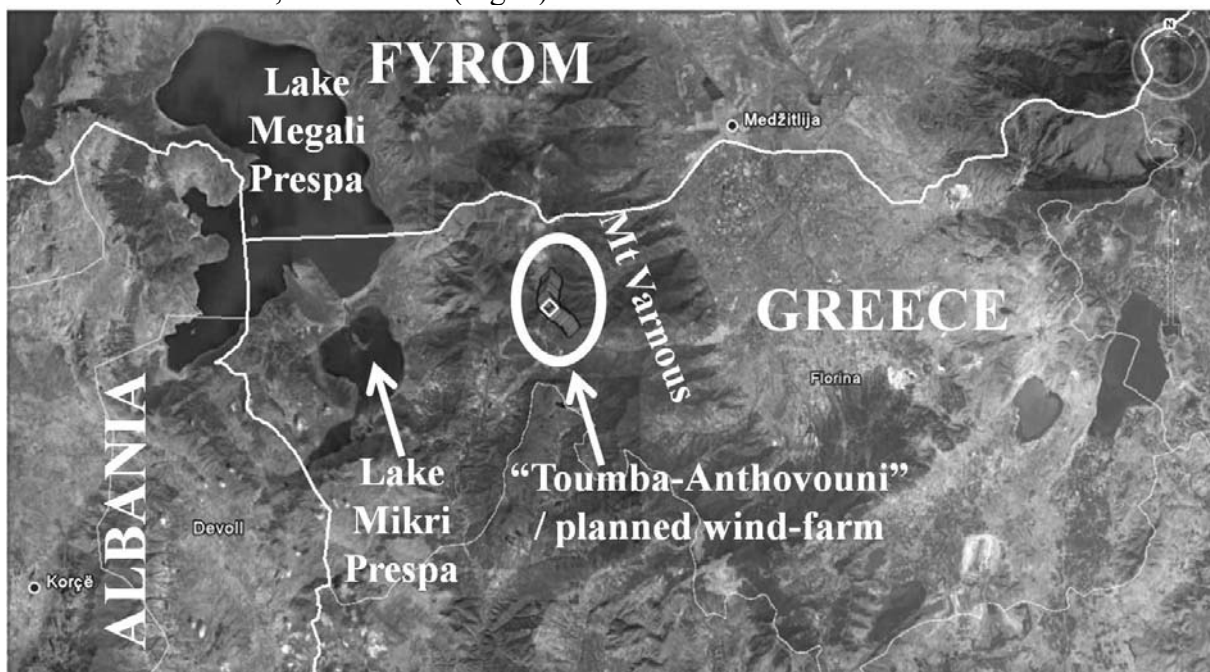 FYROM
N
Lake
Megali
Prespa
Medžitlija
Mt Varnous
GREECE
Florina
ALBANIA
Lake
Mikri
Prespa
“Toumba-Anthovouni”
/ planned wind-farm
Devoll
Korçë